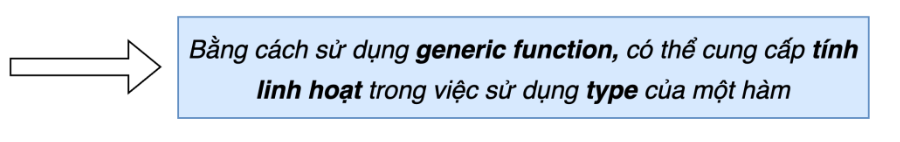 Bằng cách sử dụng generic function, có thể cung cấp tính
linh hoạt trong việc sử dụng type của một hàm